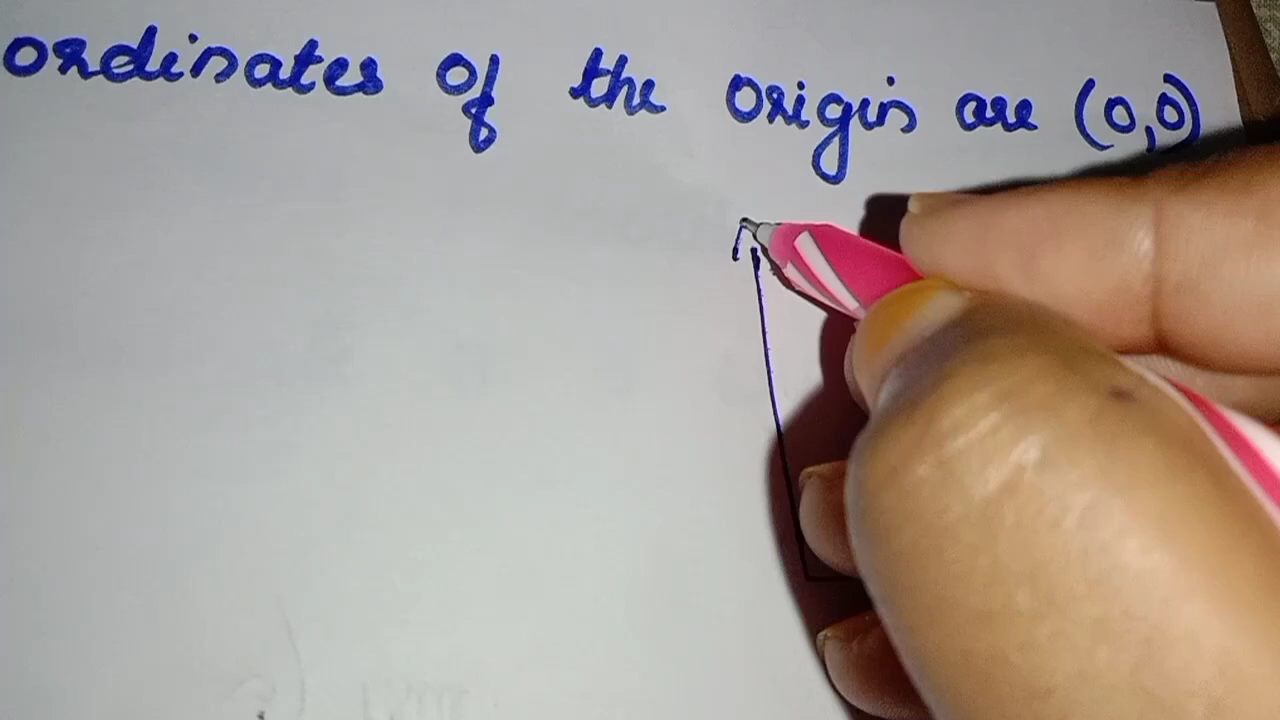 ordinates of the origin are (0,0)